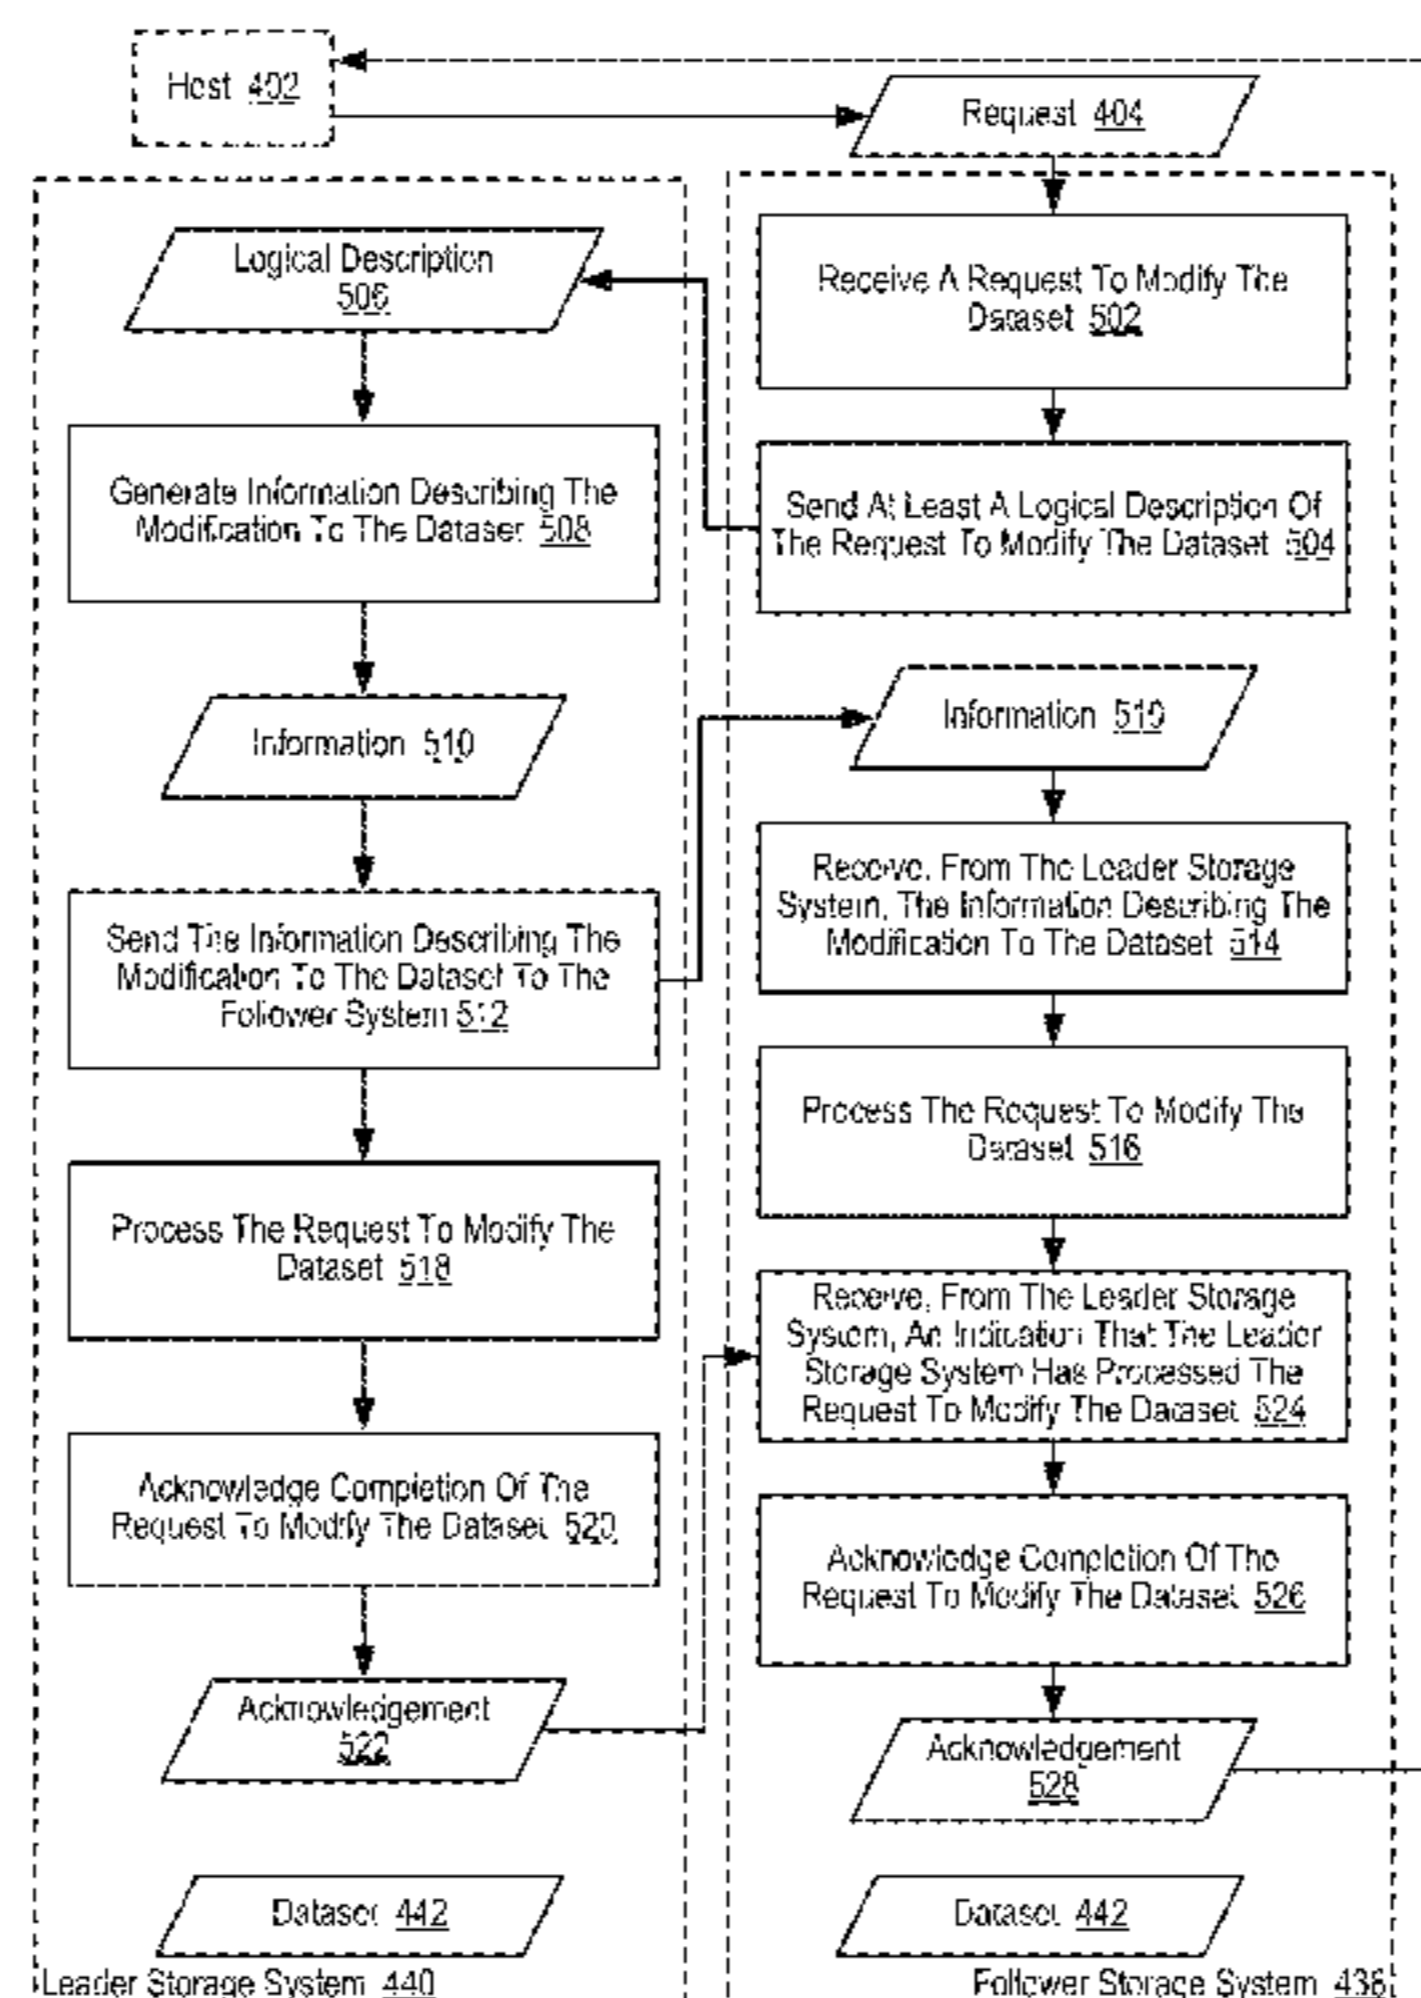 Host 402
Request 404
Logical Description
506
Generate Information Describing The
Modification To The Dataset 508
Information 510
Send The Information Describing The
Modification To The Dataset To The
Follower System 512
Process The Request To Modify The
Dataset 518
Acknowledge Completion Of The
Request To Modify The Dataset 520
Acknowledgement
522
Dataset 442
Leader Storage System 440
Receive A Request To Modify The
Dataset 502
Send At Least A Logical Description Of
The Request To Modify The Dataset 504
Information 510
Receive, From The Leader Storage
System, The Information Describing The
Modification To The Dataset 514
Process The Request To Modify The
Dataset 516
Receive, From The Leader Storage
System, An Indication That The Leader
Storage System Has Processed The
Request To Modify The Dataset 524
Acknowledge Completion Of The
Request To Modify The Dataset 526
Acknowledgement
528
Dataset 442
Follower Storage System 438